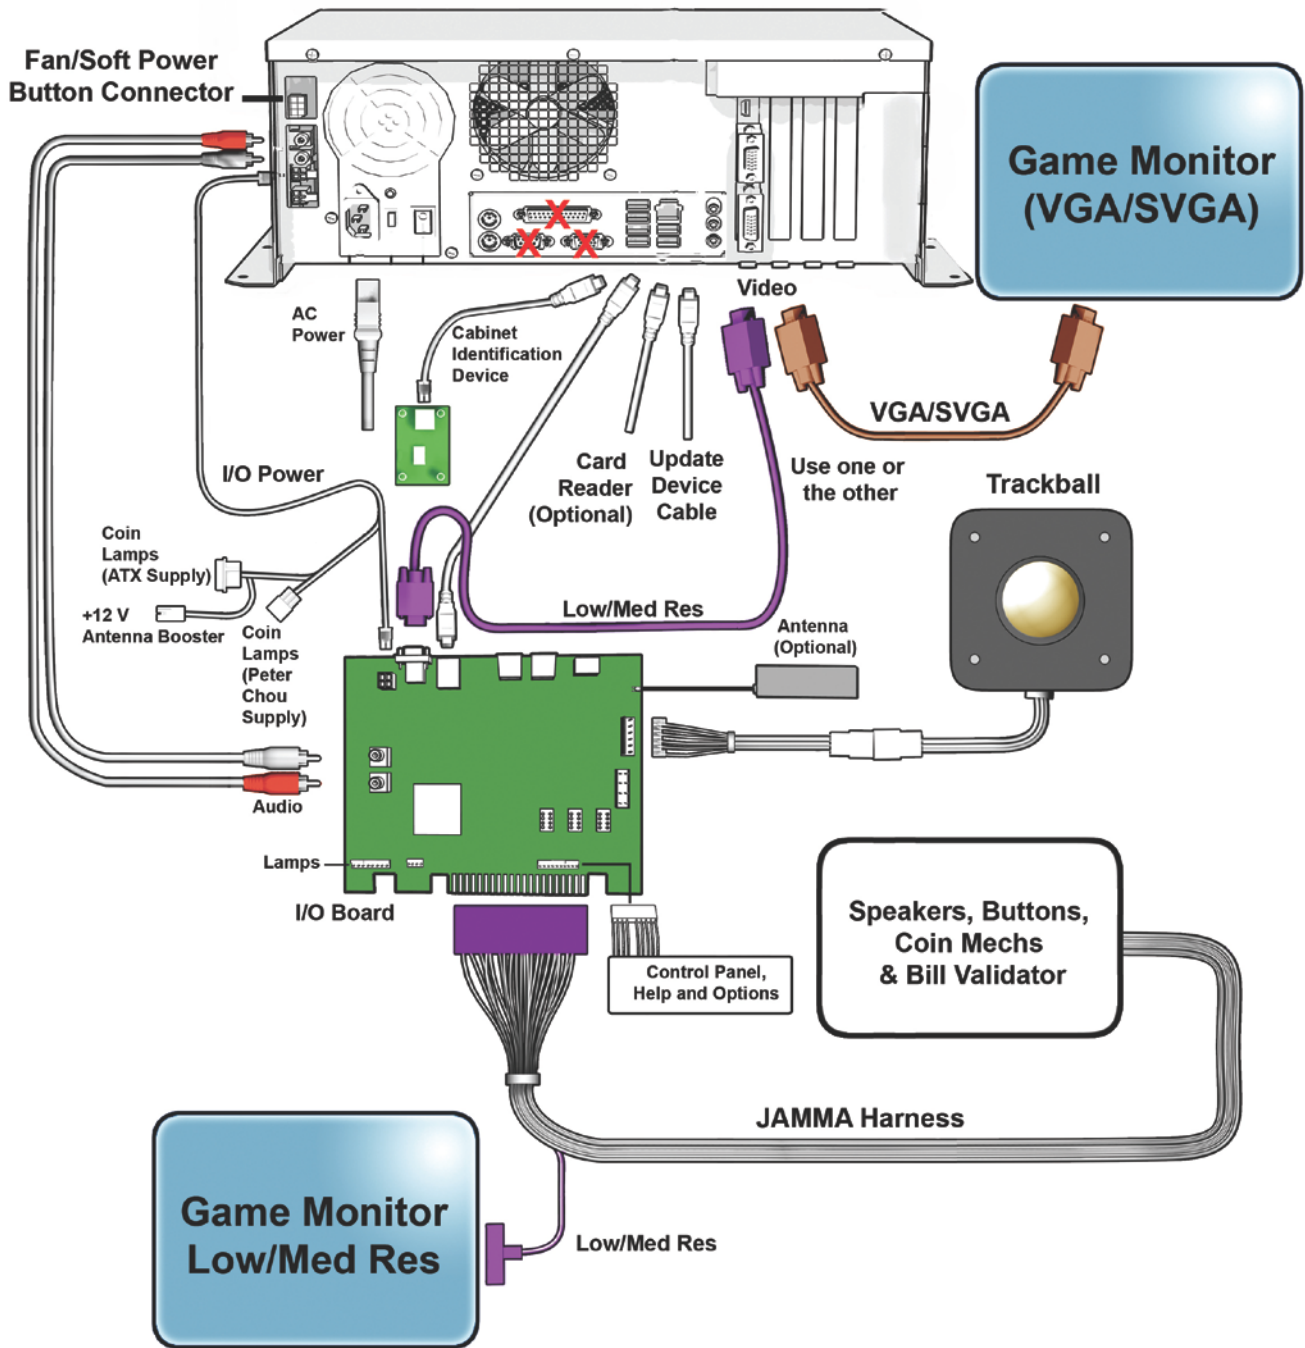 Fan/Soft Power
Button Connector
Game Monitor
(VGA/SVGA)
X
X
X
Video
AC
Power
Cabinet
Identification
Device
VGA/SVGA
Card
Reader
(Optional)
Update
Device
Cable
Use one or
the other
Trackball
I/O Power
Coin
Lamps
(ATX Supply)
+12 V
Antenna Booster
Coin
Lamps
(Peter
Chou
Supply)
Low/Med Res
Antenna
(Optional)
Audio
Lamps
I/O Board
Control Panel,
Help and Options
Speakers, Buttons,
Coin Mechs
& Bill Validator
JAMMA Harness
Game Monitor
Low/Med Res
Low/Med Res